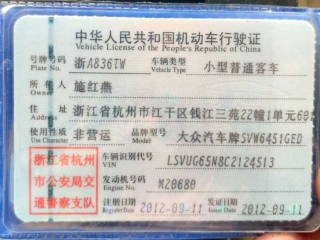 中华人民共和国机动车行驶证
Vehicle License of the People's Republic of China
号牌号码 浙A836TW 车辆类型 小型普通客车
Plate No. Vehicle Type
所有人 施红燕
Owner
住址 浙江省杭州市江干区钱江三苑22幢1单元60
Address
使用性质 非营运 品牌型号 大众汽车牌SVW6451GED
Use Character Model
浙江省杭州
市公安局交
通警察支队
车辆识别代号 LSVUG65N8C2124513
VIN
发动机号码 M20680
Engine No.
注册日期 2012-09-11 发证日期 2012-09-11
Register Date Issue Date